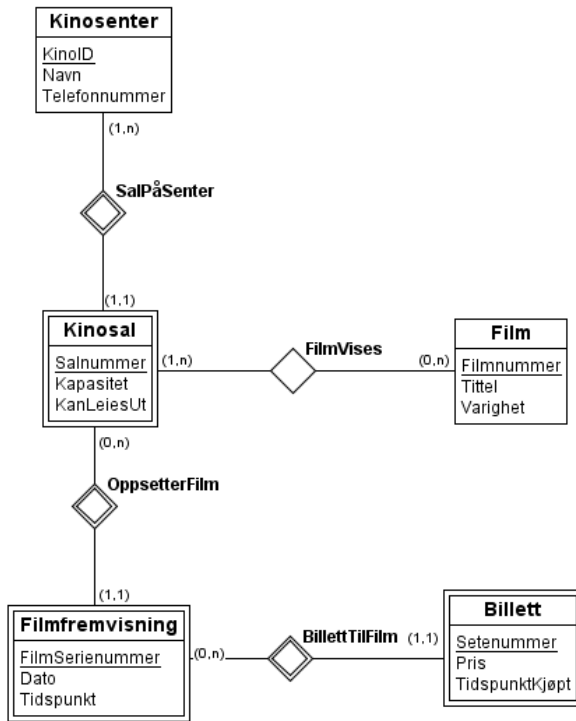 Kinosenter
KinoID
Navn
Telefonnummer
(1,n)
SalPåSenter
(1,1)
Kinosal
Salnummer
Kapasitet
KanLeiesUt
(1,n)
FilmVises
(0,n)
Film
Filmnummer
Tittel
Varighet
(0,n)
OppsetterFilm
(1,1)
Filmfremvisning
FilmSerienummer
Dato
Tidspunkt
(0,n)
BillettTilFilm
(1,1)
Billett
Setenummer
Pris
TidspunktKjøpt